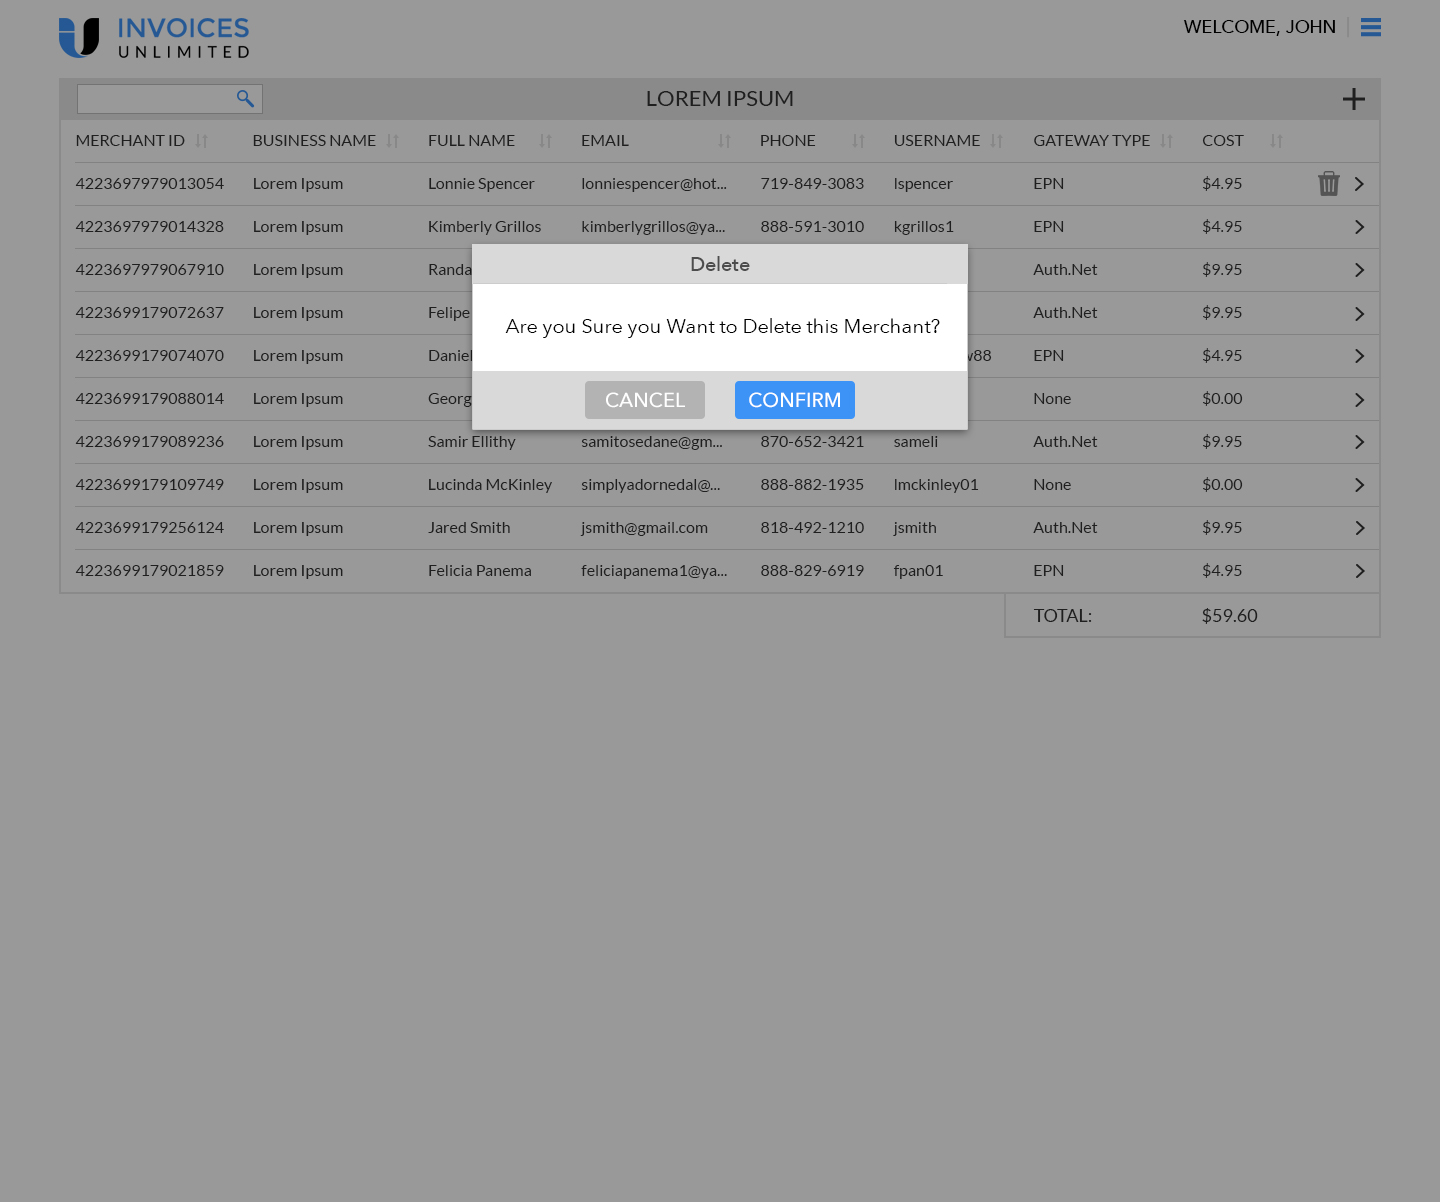 INVOICES
UNLIMITED
WELCOME, JOHN
LOREM IPSUM
MERCHANT ID BUSINESS NAME FULL NAME EMAIL PHONE USERNAME GATEWAY TYPE COST
4223697979013054 Lorem Ipsum Lonnie Spencer lonniespencer@hot... 719-849-3083 lspencer EPN $4.95
4223697979014328 Lorem Ipsum Kimberly Grillos kimberlygrillos@ya... 888-591-3010 kgrillos1 EPN $4.95
4223697979067910 Lorem Ipsum Randa Auth.Net $9.95
4223699179072637 Lorem Ipsum Felipe Auth.Net $9.95
4223699179074070 Lorem Ipsum Daniel 88 EPN $4.95
4223699179088014 Lorem Ipsum Georg None $0.00
Delete
Are you Sure you Want to Delete this Merchant?
CANCEL CONFIRM
4223699179089236 Lorem Ipsum Samir Ellithy samitosedane@gm... 870-652-3421 sameli Auth.Net $9.95
4223699179109749 Lorem Ipsum Lucinda McKinley simplyadornedal@... 888-882-1935 lmckinley01 None $0.00
4223699179256124 Lorem Ipsum Jared Smith jsmith@gmail.com 818-492-1210 jsmith Auth.Net $9.95
4223699179021859 Lorem Ipsum Felicia Panema feliciapanema1@ya... 888-829-6919 fpan01 EPN $4.95
TOTAL: $59.60